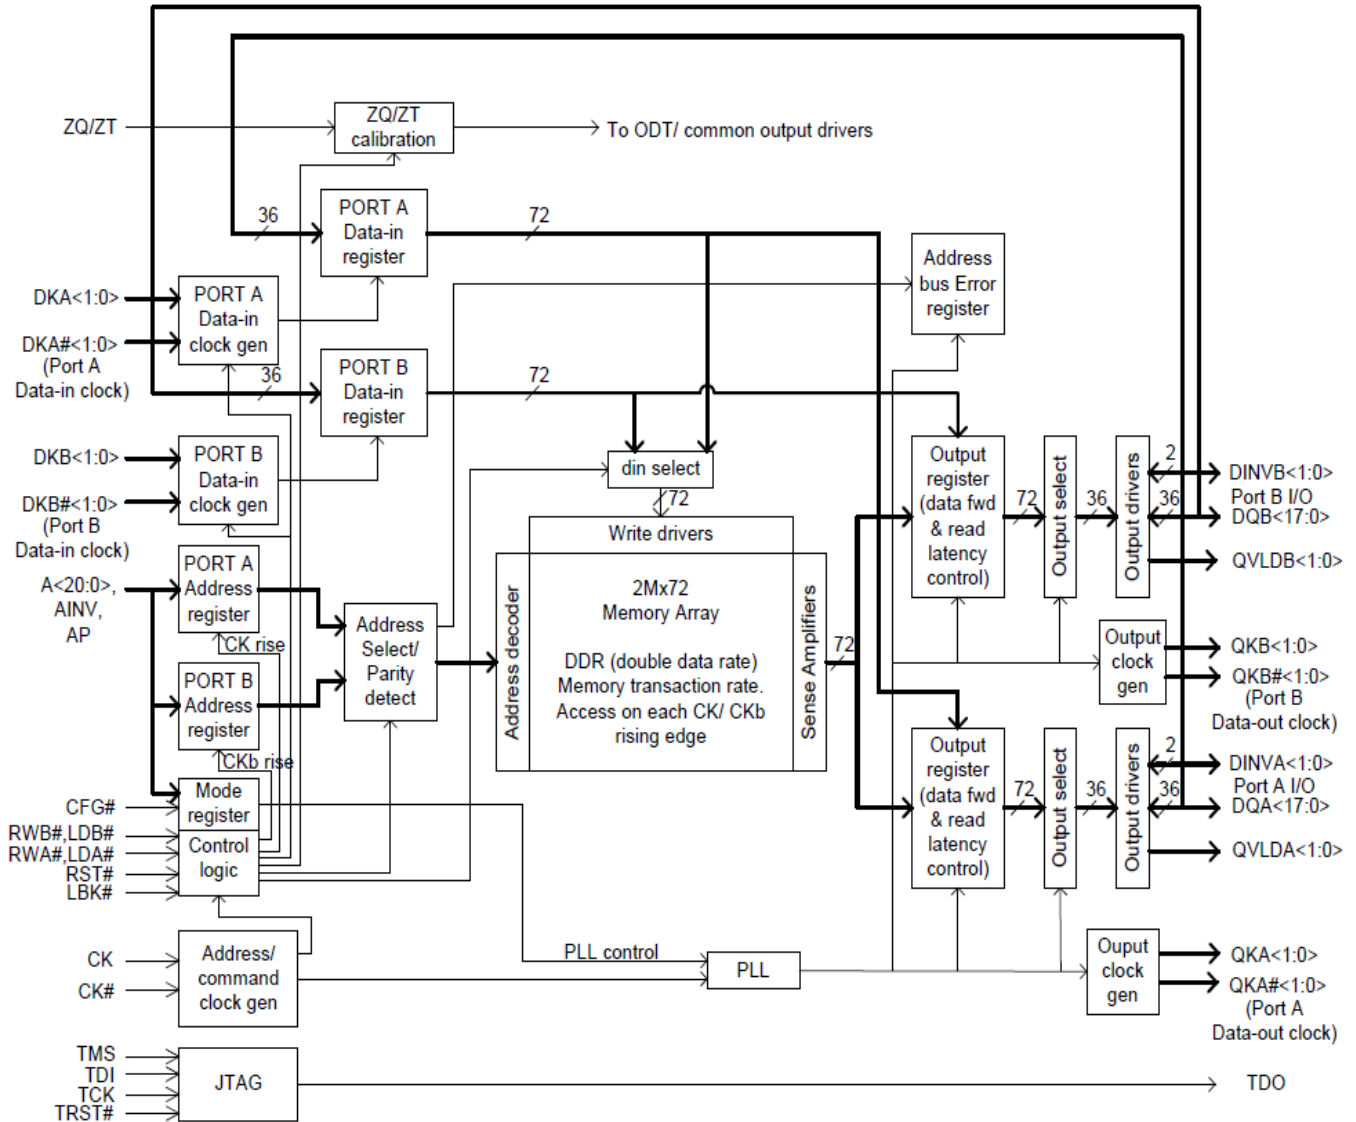 ZQ/ZT
ZQ/ZT
calibration
To ODT/ common output drivers
36
PORT A
Data-in
register
72
Address
bus Error
register
DKA<1:0>
DKA#<1:0>
(Port A
Data-in clock)
PORT A
Data-in
clock gen
36
PORT B
Data-in
register
72
DKB<1:0>
DKB#<1:0>
(Port B
Data-in clock)
PORT B
Data-in
clock gen
din select
72
Write drivers
Output
register
(data fwd
& read
latency
control)
72
Output select
36
Output drivers
2
36
DINVB<1:0>
Port B I/O
DQB<17:0>
QVLDB<1:0>
A<20:0>,
AINV,
AP
PORT A
Address
register
CK rise
PORT B
Address
register
CKb rise
Address
Select/
Parity
detect
Address decoder
2Mx72
Memory Array
DDR (double data rate)
Memory transaction rate.
Access on each CK/ CKb
rising edge
Sense Amplifiers
72
Output
clock
gen
QKB<1:0>
QKB#<1:0>
(Port B
Data-out clock)
Output
register
(data fwd
& read
latency
control)
72
Output select
36
Output drivers
2
36
DINVA<1:0>
Port A I/O
DQA<17:0>
QVLDA<1:0>
CFG#
RWB#,LDB#
RWA#,LDA#
RST#
LBK#
Mode
register
Control
logic
CK
CK#
Address/
command
clock gen
PLL control
PLL
Ouput
clock
gen
QKA<1:0>
QKA#<1:0>
(Port A
Data-out clock)
TMS
TDI
TCK
TRST#
JTAG
TDO